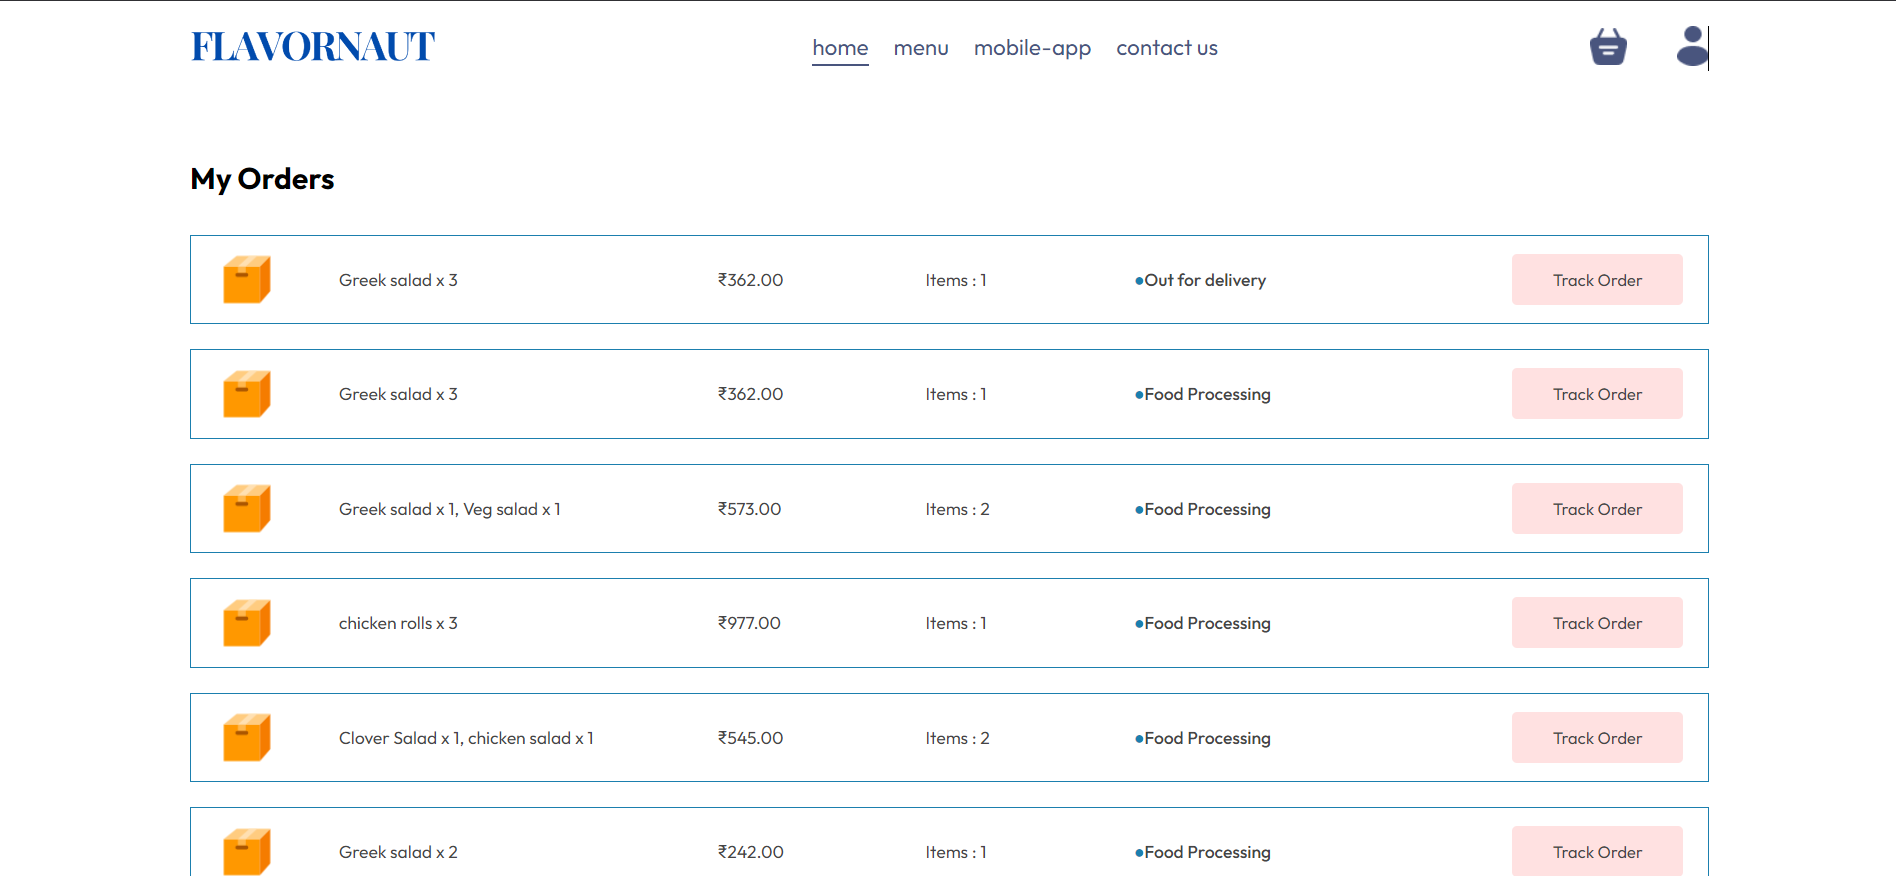 FLAVORNAUT home menu mobile-app contact us
My Orders
Greek salad x 3 ₹362.00 Items : 1 ●Out for delivery Track Order
Greek salad x 3 ₹362.00 Items : 1 ●Food Processing Track Order
Greek salad x 1, Veg salad x 1 ₹573.00 Items : 2 ●Food Processing Track Order
chicken rolls x 3 ₹977.00 Items : 1 ●Food Processing Track Order
Clover Salad x 1, chicken salad x 1 ₹545.00 Items : 2 ●Food Processing Track Order
Greek salad x 2 ₹242.00 Items : 1 ●Food Processing Track Order